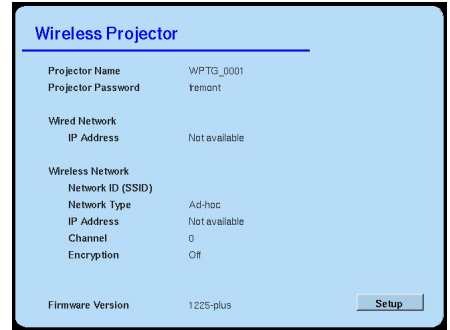 Wireless Projector
Projector Name WPTG_0001
Projector Password tremont
Wired Network
IP Address Not available
Wireless Network
Network ID (SSID)
Network Type Ad-hoc
IP Address Not available
Channel 0
Encryption Off
Firmware Version 1225-plus
Setup